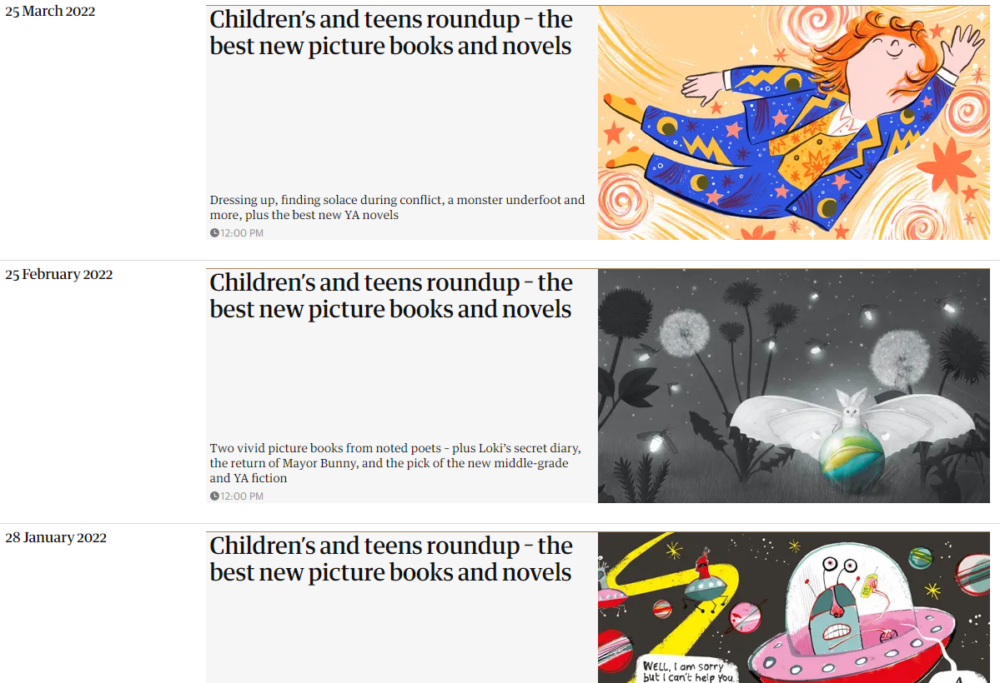 25 March 2022
Children's and teens roundup – the
best new picture books and novels
Dressing up, finding solace during conflict, a monster underfoot and
more, plus the best new YA novels
12:00 PM
25 February 2022
Children's and teens roundup – the
best new picture books and novels
Two vivid picture books from noted poets – plus Loki's secret diary,
the return of Mayor Bunny, and the pick of the new middle-grade
and YA fiction
12:00 PM
28 January 2022
Children's and teens roundup – the
best new picture books and novels
WELL, I am sorry
but I can't help you.